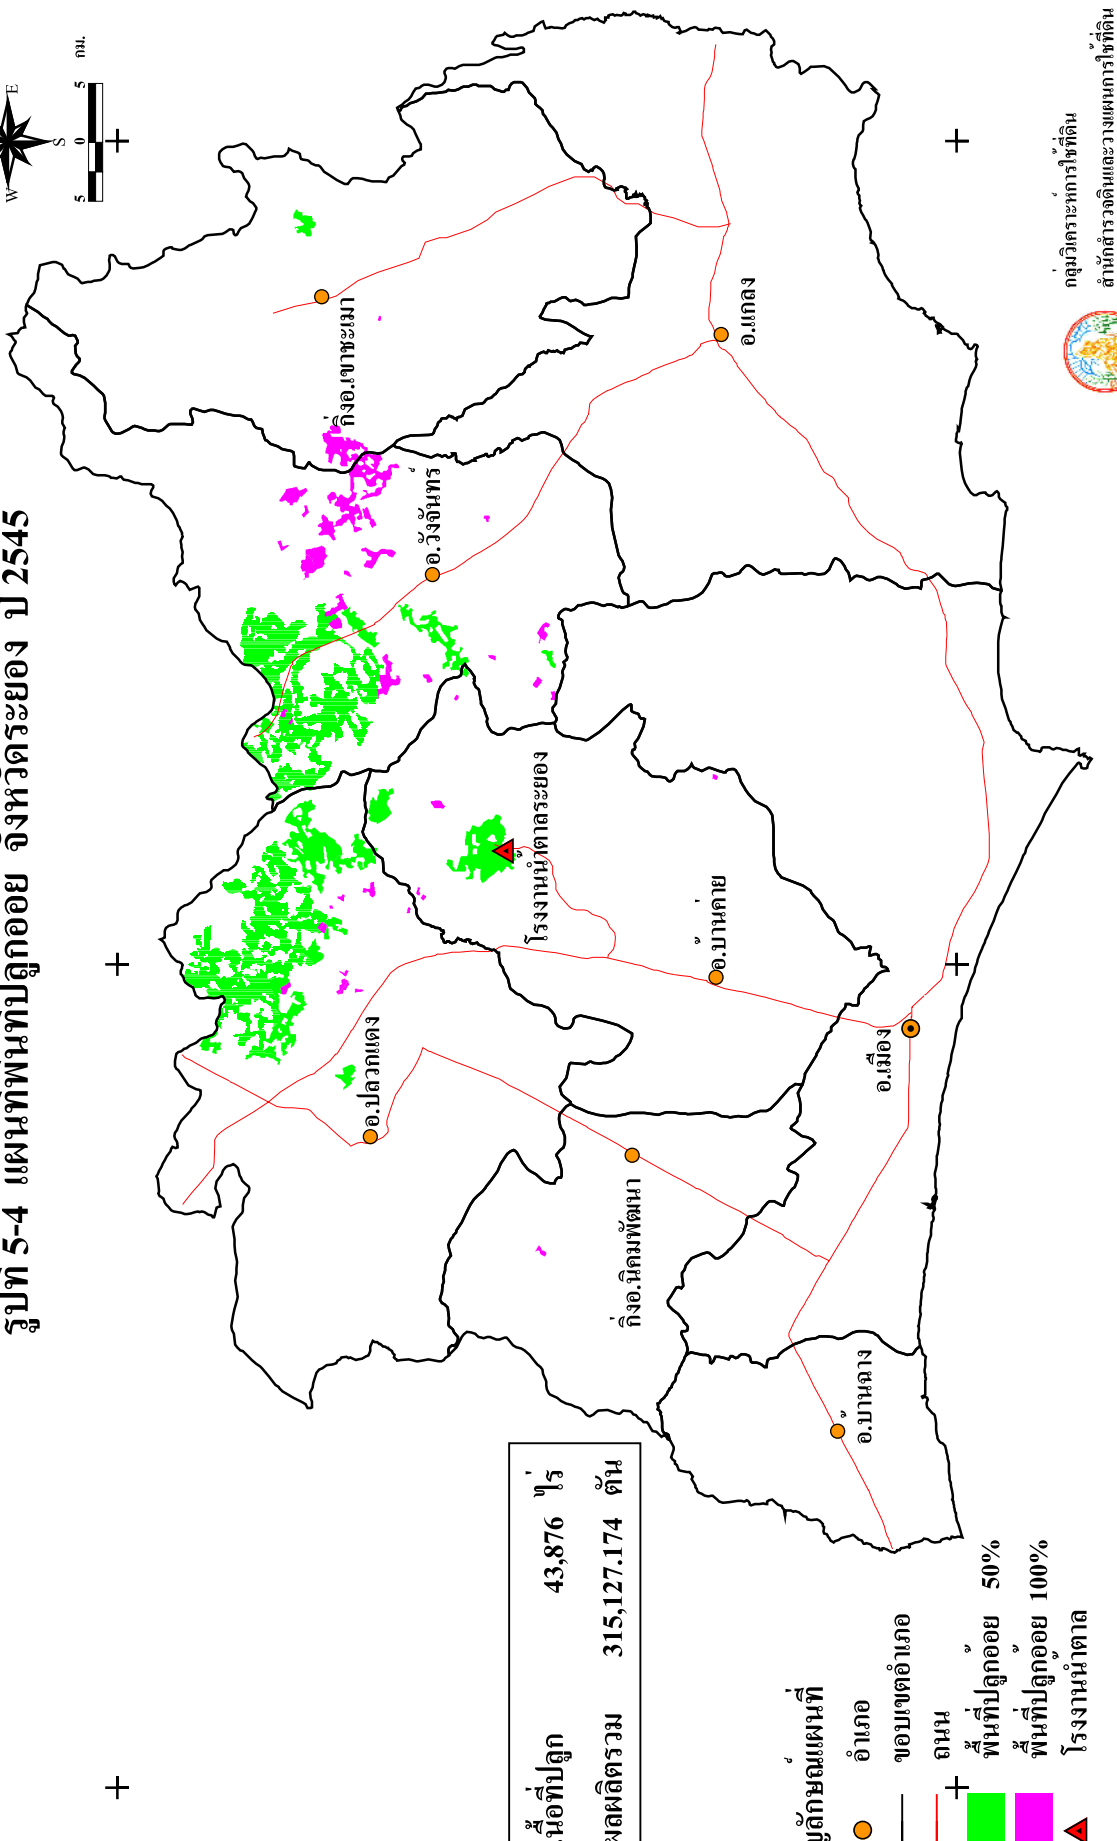 รูปที่ 5-4 แผนที่พื้นที่ปลูกอ้อย จังหวัดระยอง ปี 2545
W
E
S
5 0 5 กม.
กิ่งอ.เขาชะเมา
อ.วังจันทร์
อ.แกลง
โรงงานน้ำตาลระยอง
อ.ปลวกแดง
อ.บ้านค่าย
อ.เมือง
กิ่งอ.นิคมพัฒนา
อ.บ้านฉาง
เนื้อที่ปลูก 43,876 ไร่
ผลผลิตรวม 315,127.174 ตัน
อำเภอ
ขอบเขตอำเภอ
ถนน
พื้นที่ปลูกอ้อย 50%
พื้นที่ปลูกอ้อย 100%
โรงงานน้ำตาล
กลุ่มวิเคราะห์การใช้ที่ดิน
สำนักสำรวจดินและวางแผนการใช้ที่ดิน